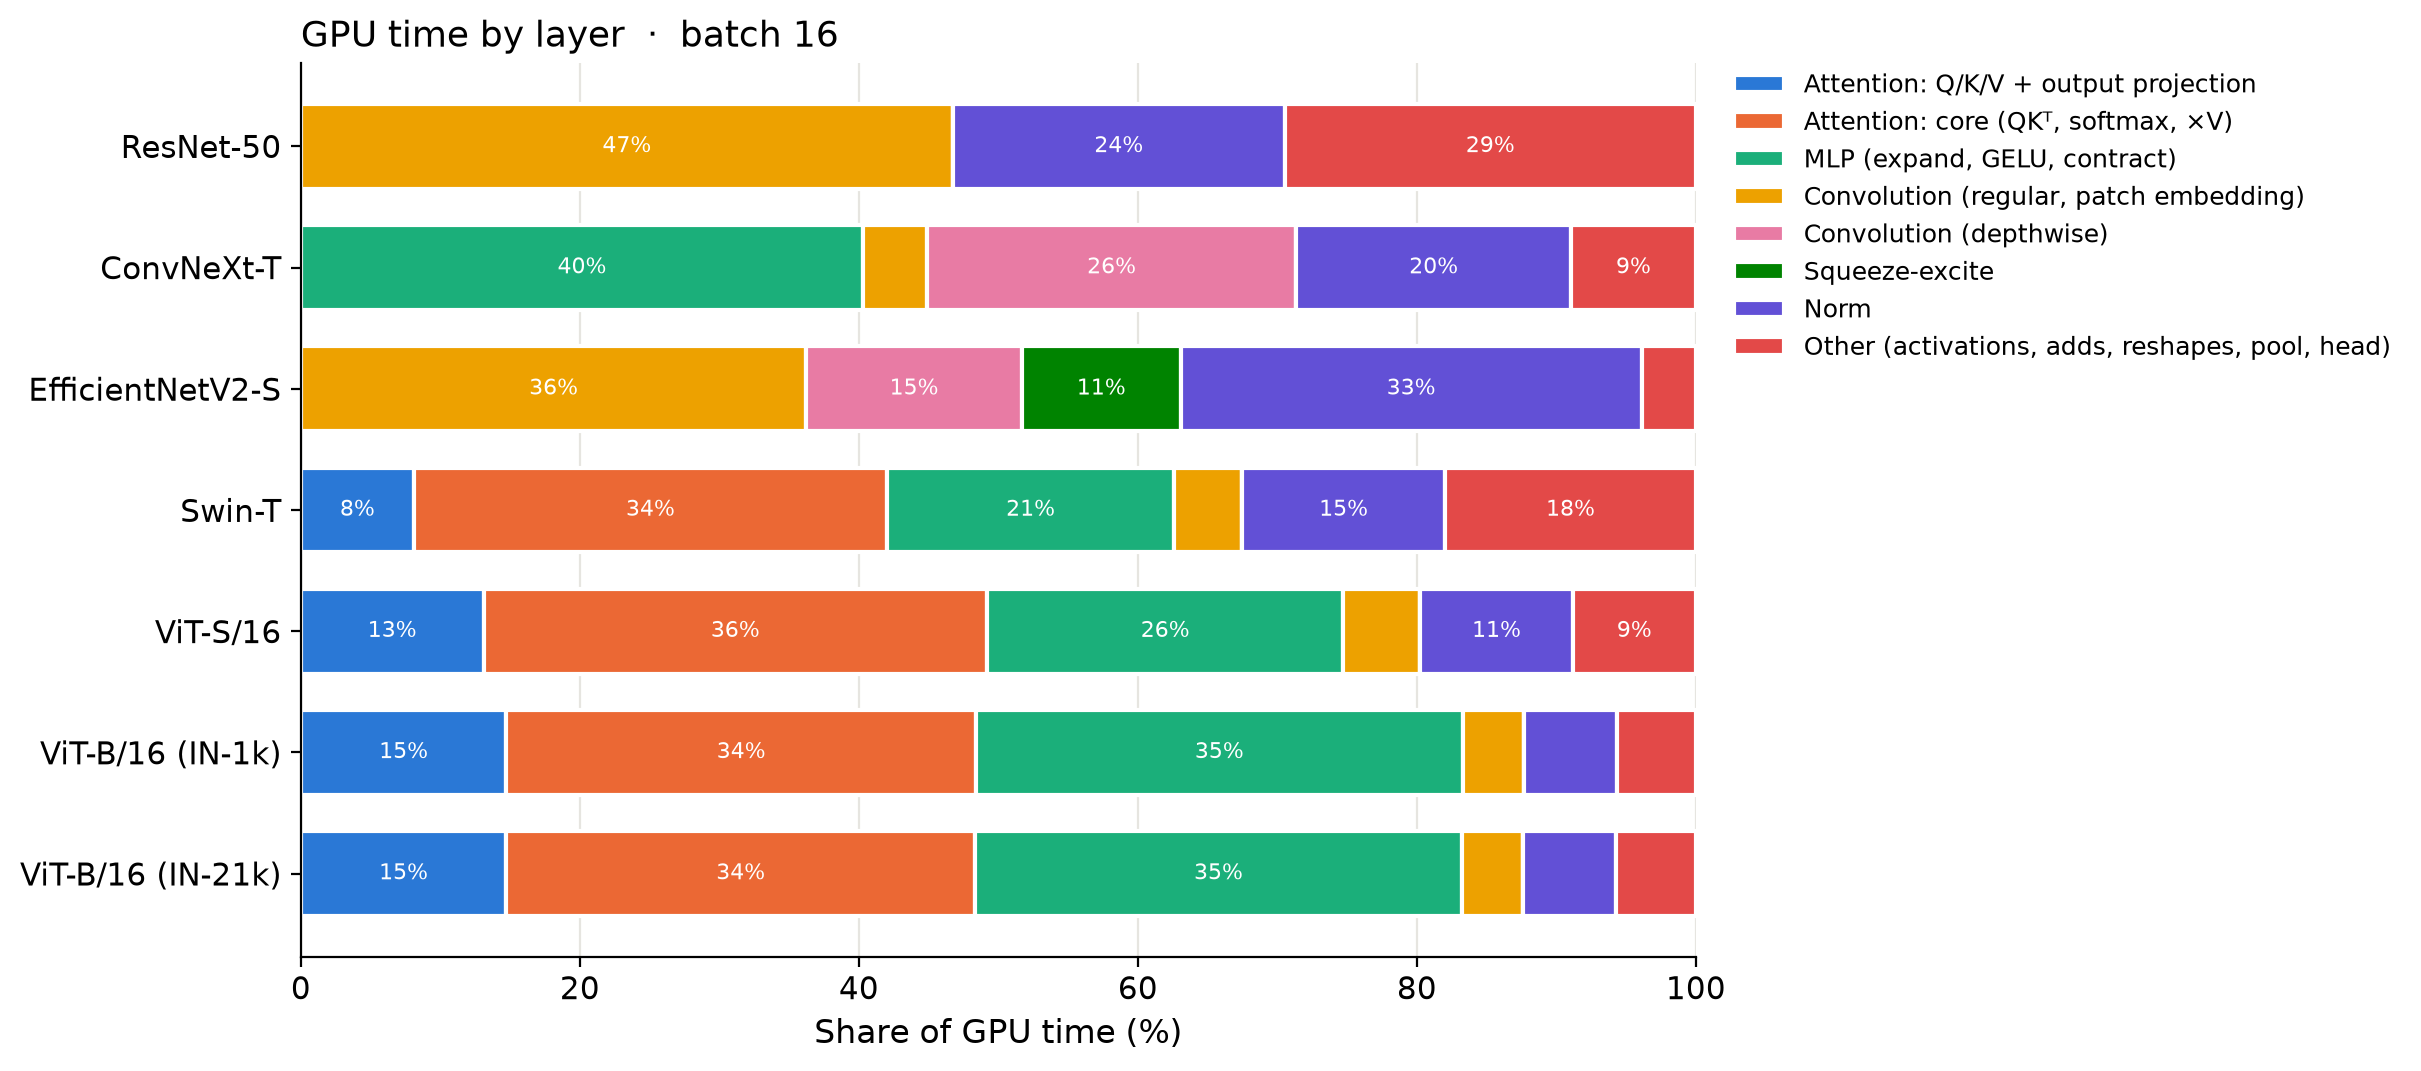 GPU time by layer · batch 16
Attention: Q/K/V + output projection
Attention: core (QKᵀ, softmax, ×V)
MLP (expand, GELU, contract)
Convolution (regular, patch embedding)
Convolution (depthwise)
Squeeze-excite
Norm
Other (activations, adds, reshapes, pool, head)
ResNet-50 47% 24% 29%
ConvNeXt-T 40% 26% 20% 9%
EfficientNetV2-S 36% 15% 11% 33%
Swin-T 8% 34% 21% 15% 18%
ViT-S/16 13% 36% 26% 11% 9%
ViT-B/16 (IN-1k) 15% 34% 35%
ViT-B/16 (IN-21k) 15% 34% 35%
0 20 40 60 80 100
Share of GPU time (%)